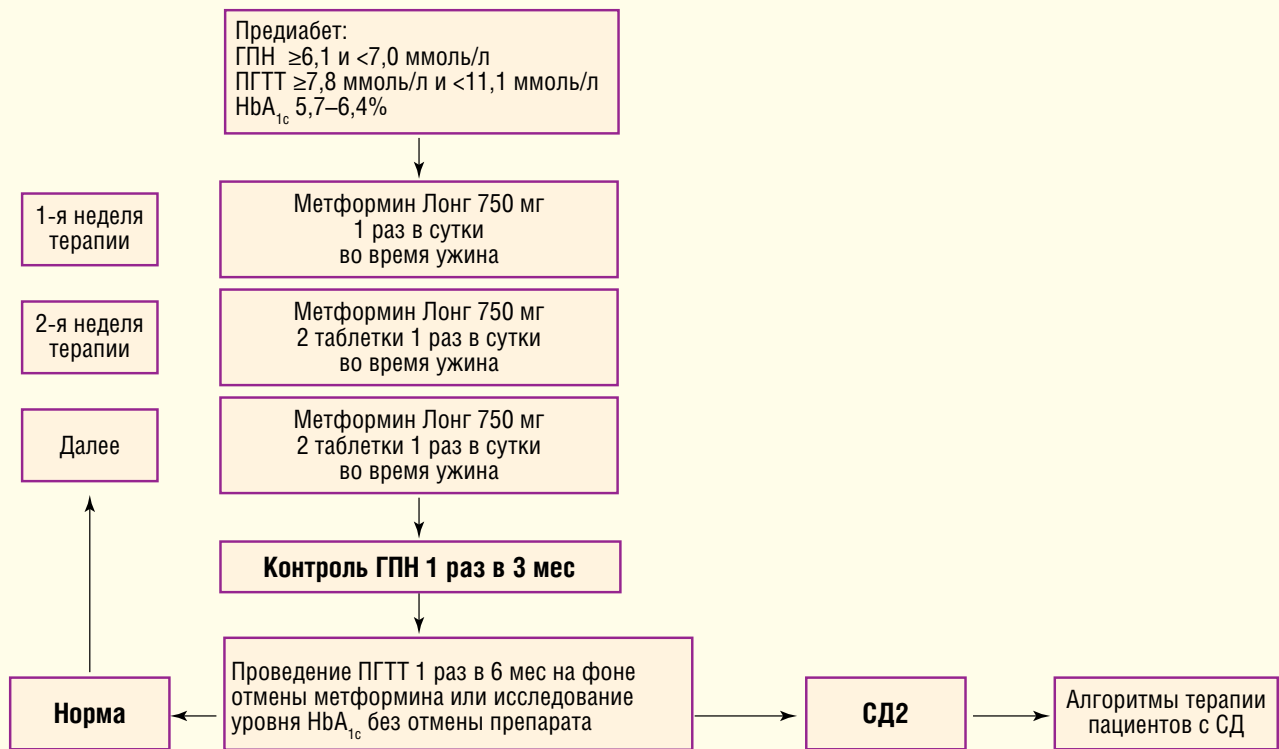 Предиабет:
ГПН ≥6,1 и <7,0 ммоль/л
ПГТТ ≥7,8 ммоль/л и <11,1 ммоль/л
HbA1c 5,7–6,4%
1-я неделя
терапии
Метформин Лонг 750 мг
1 раз в сутки
во время ужина
2-я неделя
терапии
Метформин Лонг 750 мг
2 таблетки 1 раз в сутки
во время ужина
Далее
Метформин Лонг 750 мг
2 таблетки 1 раз в сутки
во время ужина
Контроль ГПН 1 раз в 3 мес
Норма
Проведение ПГТТ 1 раз в 6 мес на фоне
отмены метформина или исследование
уровня HbA1c без отмены препарата
СД2
Алгоритмы терапии
пациентов с СД